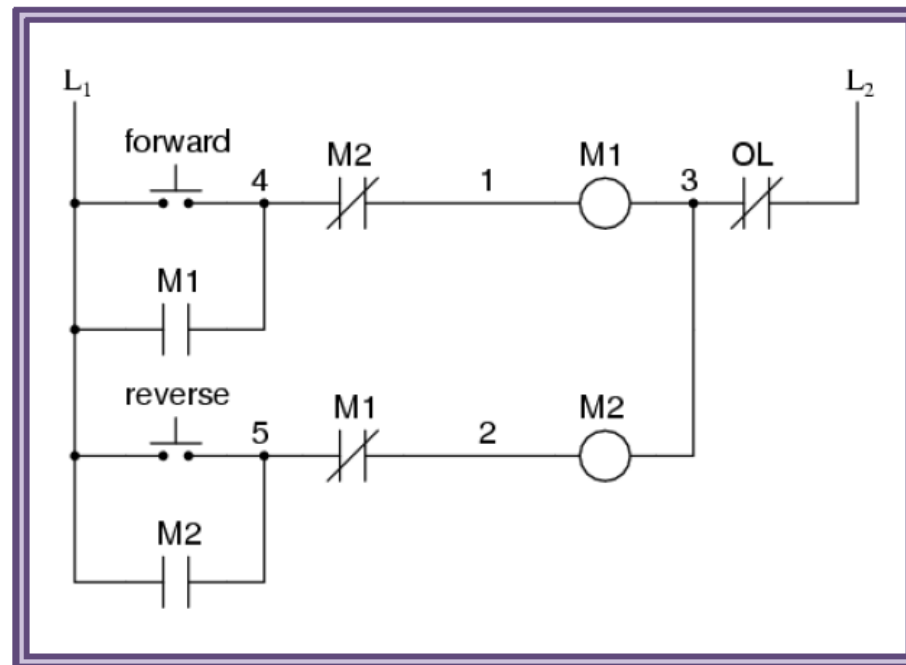 L₁ L₂
forward
M2 M1 OL
4 1 3
M1
reverse
M1 M2
5 2
M2